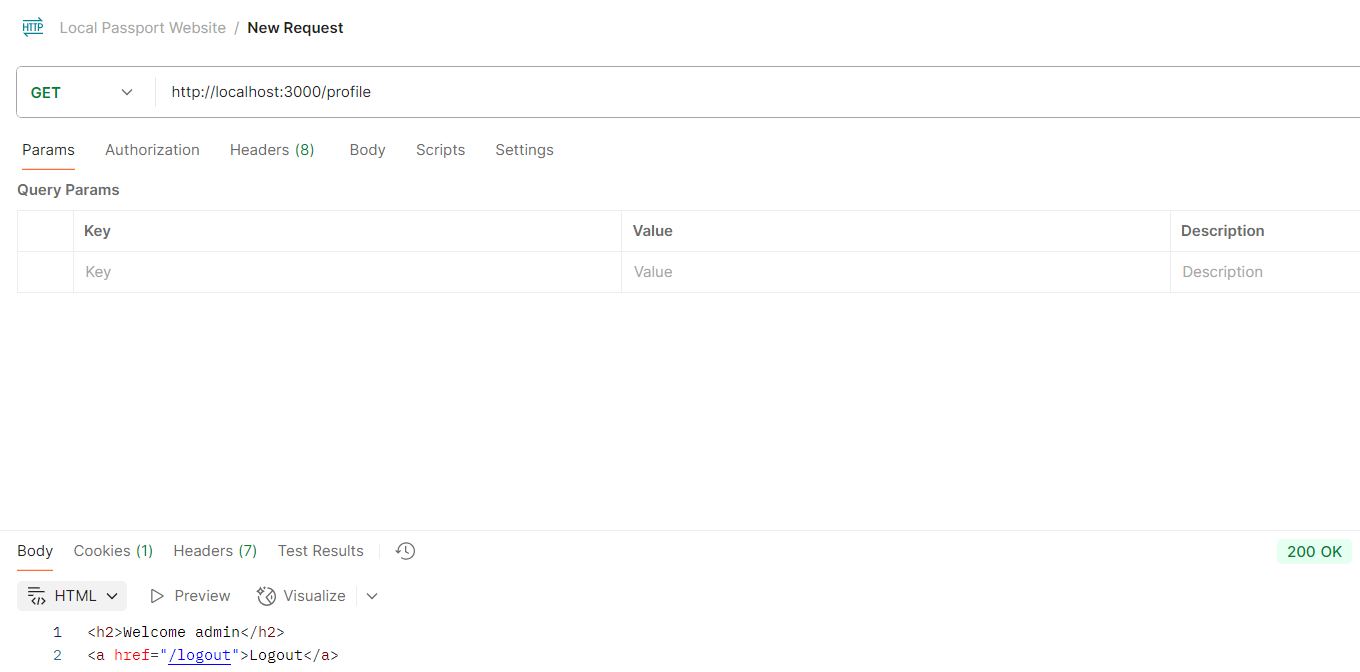 HTTP Local Passport Website / New Request
GET http://localhost:3000/profile
Params Authorization Headers (8) Body Scripts Settings
Query Params
Key Value Description
Key Value Description
Body Cookies (1) Headers (7) Test Results 200 OK
HTML Preview Visualize
1 <h2>Welcome admin</h2>
2 <a href="/logout">Logout</a>